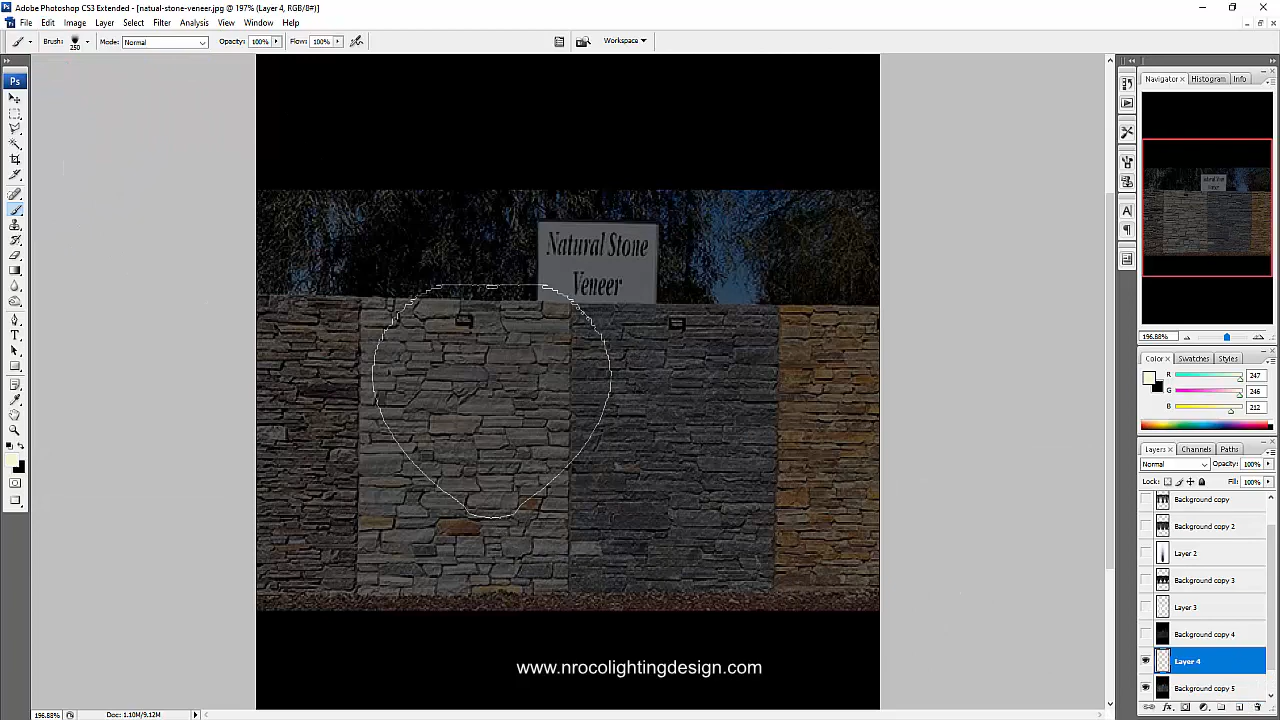 Adobe Photoshop CS3 Extended - [natual-stone-veneer.jpg @ 197% (Layer 4, RGB/8#)]
File Edit Image Layer Select Filter Analysis View Window Help
Brush: 250 Mode: Normal Opacity: 100% Flow: 100% Workspace
Ps
Navigator Histogram Info
Natural Stone
Veneer
196.88%
Color Swatches Styles
R 247
G 246
B 212
Layers Channels Paths
Normal Opacity: 100%
Lock: Fill: 100%
Background copy
Background copy 2
Layer 2
Background copy 3
Layer 3
Background copy 4
Layer 4
Background copy 5
www.nrocolightingdesign.com
196.88% Doc: 1.10M/9.12M